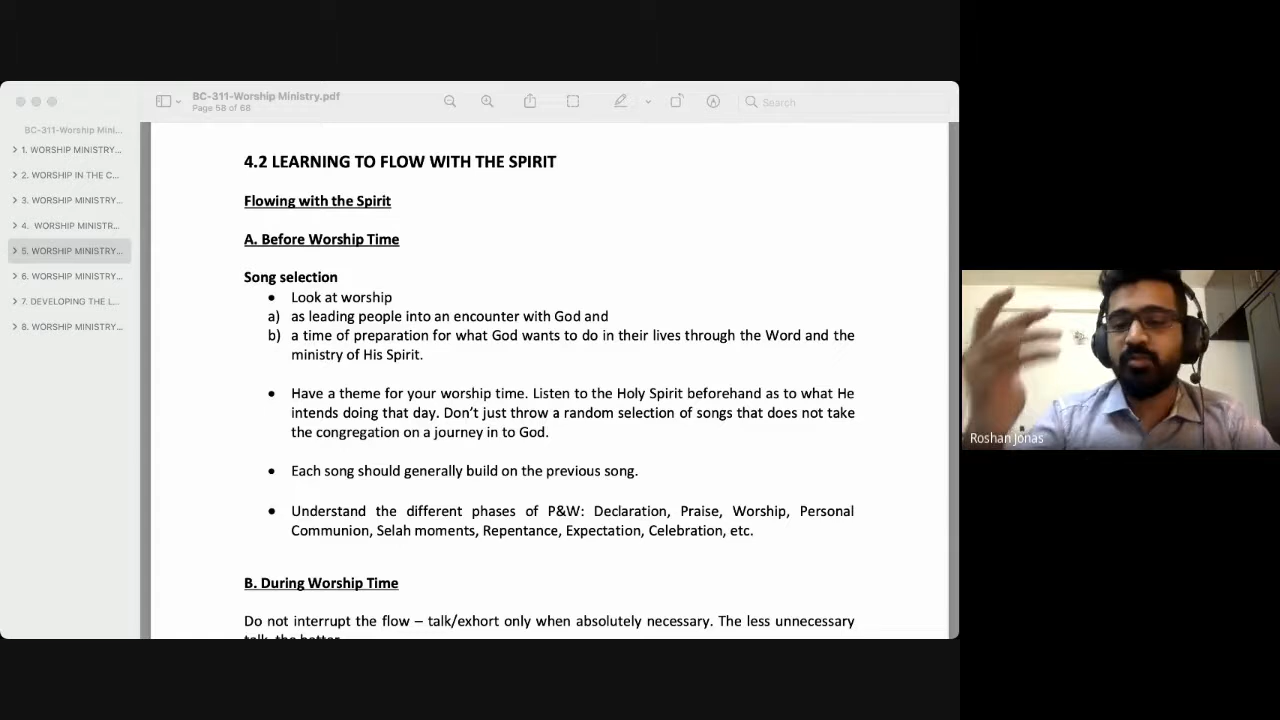 BC-311-Worship Ministry.pdf
Page 58 of 68
Search
BC-311-Worship Mini...
1. WORSHIP MINISTRY...
2. WORSHIP IN THE C...
3. WORSHIP MINISTRY...
4. WORSHIP MINISTR...
5. WORSHIP MINISTRY...
6. WORSHIP MINISTRY...
7. DEVELOPING THE L...
8. WORSHIP MINISTRY...
4.2 LEARNING TO FLOW WITH THE SPIRIT
Flowing with the Spirit
A. Before Worship Time
Song selection
• Look at worship
a) as leading people into an encounter with God and
b) a time of preparation for what God wants to do in their lives through the Word and the
ministry of His Spirit.
• Have a theme for your worship time. Listen to the Holy Spirit beforehand as to what He
intends doing that day. Don't just throw a random selection of songs that does not take
the congregation on a journey in to God.
• Each song should generally build on the previous song.
• Understand the different phases of P&W: Declaration, Praise, Worship, Personal
Communion, Selah moments, Repentance, Expectation, Celebration, etc.
B. During Worship Time
Do not interrupt the flow – talk/exhort only when absolutely necessary. The less unnecessary
talk, the better
Roshan Jonas